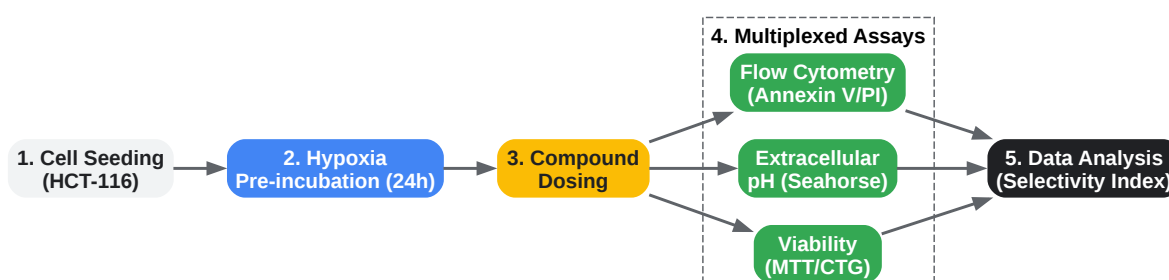 1. Cell Seeding
(HCT-116)
2. Hypoxia
Pre-incubation (24h)
3. Compound
Dosing
4. Multiplexed Assays
Flow Cytometry
(Annexin V/PI)
Extracellular
pH (Seahorse)
Viability
(MTT/CTG)
5. Data Analysis
(Selectivity Index)